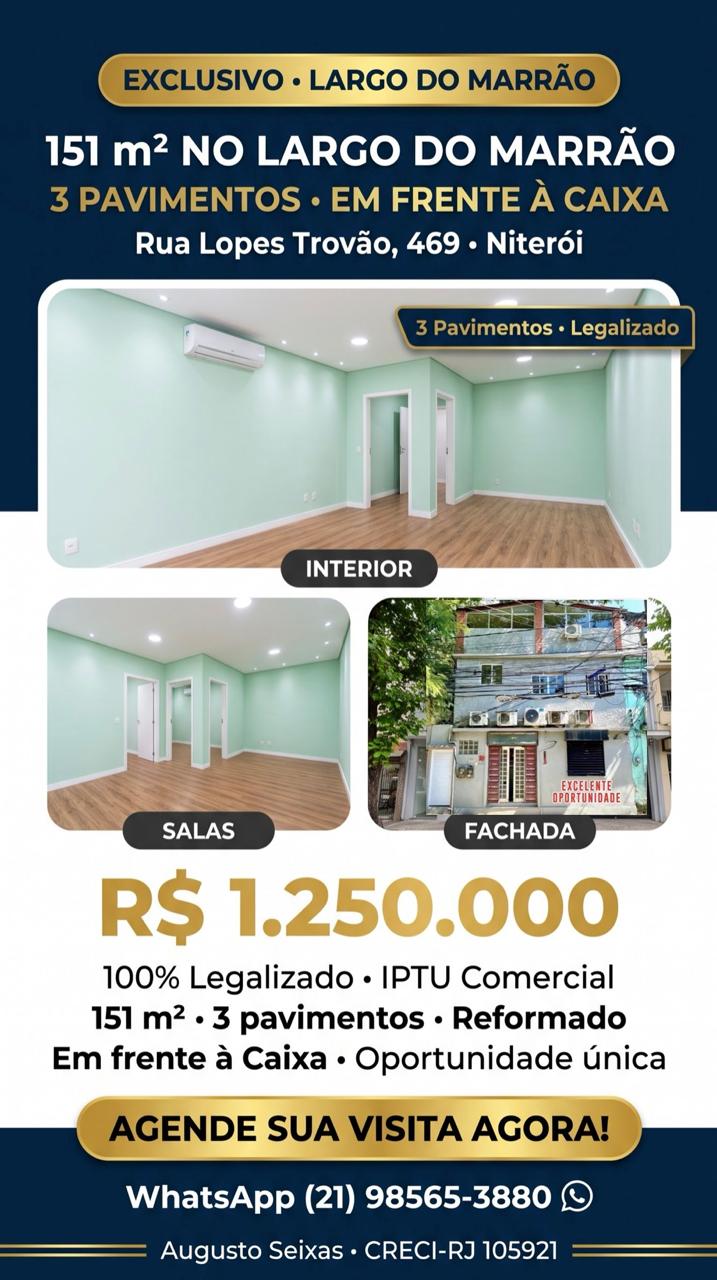 EXCLUSIVO • LARGO DO MARRÃO
151 m² NO LARGO DO MARRÃO
3 PAVIMENTOS • EM FRENTE À CAIXA
Rua Lopes Trovão, 469 • Niterói
3 Pavimentos • Legalizado
INTERIOR
EXCELENTE
OPORTUNIDADE
SALAS
FACHADA
R$ 1.250.000
100% Legalizado • IPTU Comercial
151 m² • 3 pavimentos • Reformado
Em frente à Caixa • Oportunidade única
AGENDE SUA VISITA AGORA!
WhatsApp (21) 98565-3880
Augusto Seixas • CRECI-RJ 105921